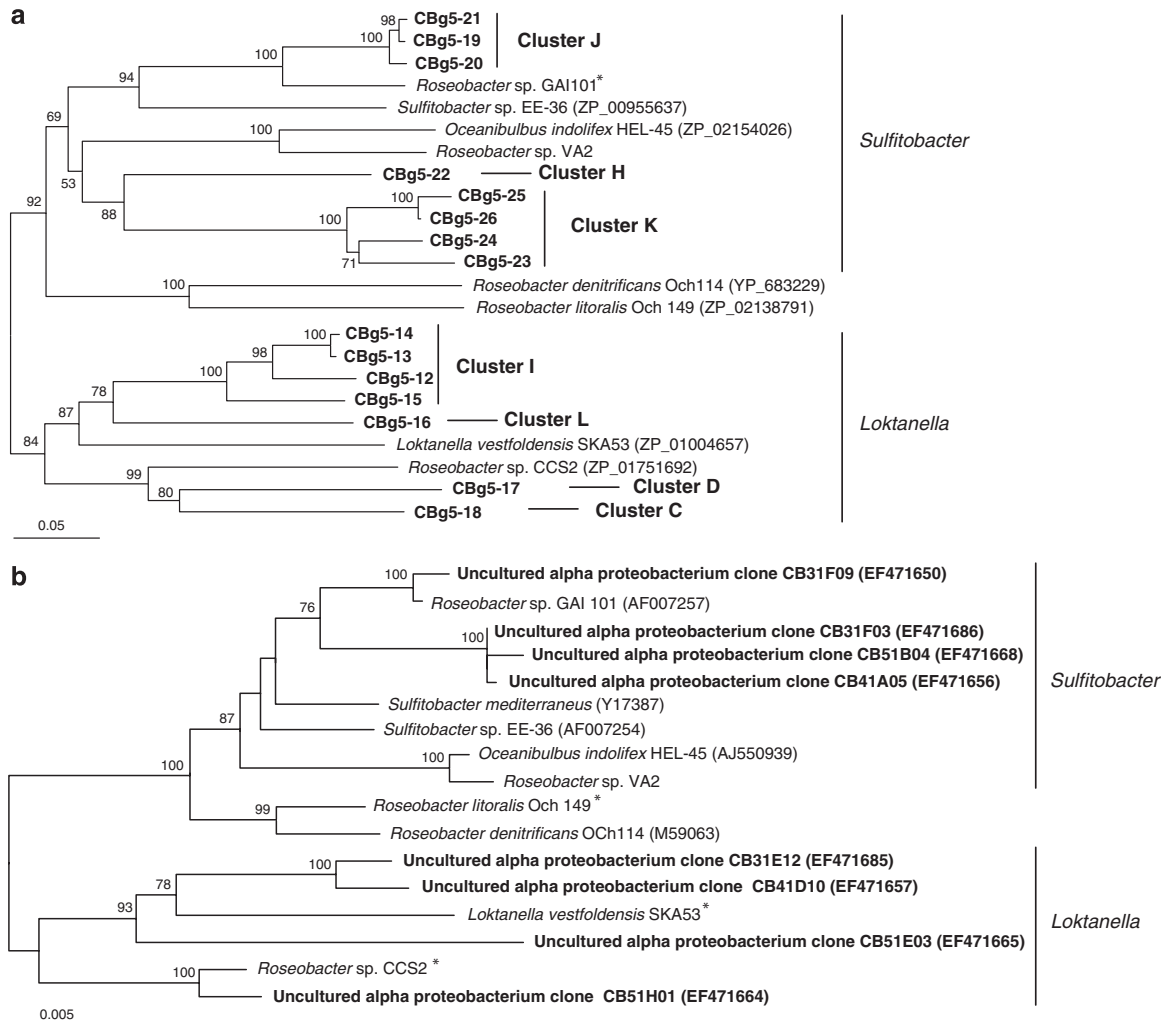 a
98
CBg5-21
CBg5-19
CBg5-20
Cluster J
100
100
94
Roseobacter sp. GAI101*
Sulfitobacter sp. EE-36 (ZP_00955637)
69
100
Oceanibulbus indolifex HEL-45 (ZP_02154026)
Roseobacter sp. VA2
Sulfitobacter
53
CBg5-22
Cluster H
92
88
100
100
CBg5-25
CBg5-26
CBg5-24
CBg5-23
Cluster K
71
100
Roseobacter denitrificans Och114 (YP_683229)
Roseobacter litoralis Och 149 (ZP_02138791)
100
CBg5-14
CBg5-13
98
CBg5-12
100
CBg5-15
Cluster I
78
CBg5-16
Cluster L
87
Loktanella vestfoldensis SKA53 (ZP_01004657)
Loktanella
84
Roseobacter sp. CCS2 (ZP_01751692)
99
CBg5-17
Cluster D
80
CBg5-18
Cluster C
0.05
b
100
Uncultured alpha proteobacterium clone CB31F09 (EF471650)
Roseobacter sp. GAI 101 (AF007257)
76
100
Uncultured alpha proteobacterium clone CB31F03 (EF471686)
Uncultured alpha proteobacterium clone CB51B04 (EF471668)
Uncultured alpha proteobacterium clone CB41A05 (EF471656)
Sulfitobacter
Sulfitobacter mediterraneus (Y17387)
87
Sulfitobacter sp. EE-36 (AF007254)
100
Oceanibulbus indolifex HEL-45 (AJ550939)
Roseobacter sp. VA2
100
99
Roseobacter litoralis Och 149*
Roseobacter denitrificans OCh114 (M59063)
100
Uncultured alpha proteobacterium clone CB31E12 (EF471685)
Uncultured alpha proteobacterium clone CB41D10 (EF471657)
78
93
Loktanella vestfoldensis SKA53*
Loktanella
Uncultured alpha proteobacterium clone CB51E03 (EF471665)
100
Roseobacter sp. CCS2 *
Uncultured alpha proteobacterium clone CB51H01 (EF471664)
0.005